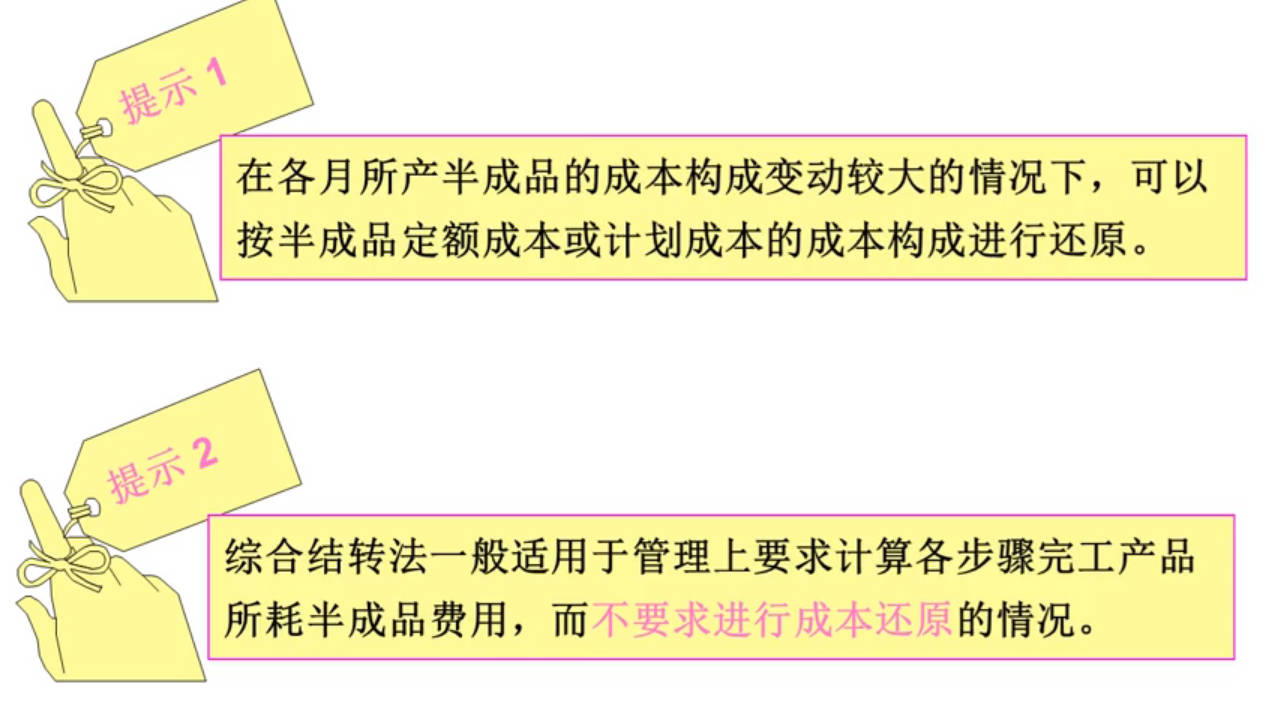 提示 1
在各月所产半成品的成本构成变动较大的情况下，可以
按半成品定额成本或计划成本的成本构成进行还原。
提示 2
综合结转法一般适用于管理上要求计算各步骤完工产品
所耗半成品费用，而不要求进行成本还原的情况。